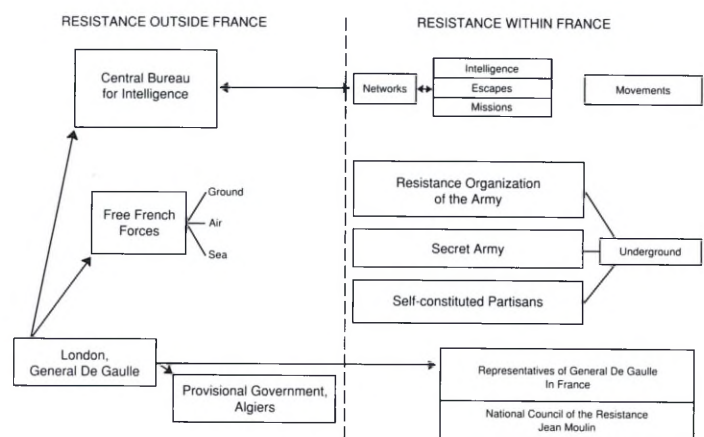 RESISTANCE OUTSIDE FRANCE
RESISTANCE WITHIN FRANCE
Central Bureau
for Intelligence
Networks
Intelligence
Escapes
Missions
Movements
Free French
Forces
Ground
Air
Sea
Resistance Organization
of the Army
Secret Army
Self-constituted Partisans
Underground
London,
General De Gaulle
Provisional Government,
Algiers
Representatives of General De Gaulle
In France
National Council of the Resistance
Jean Moulin